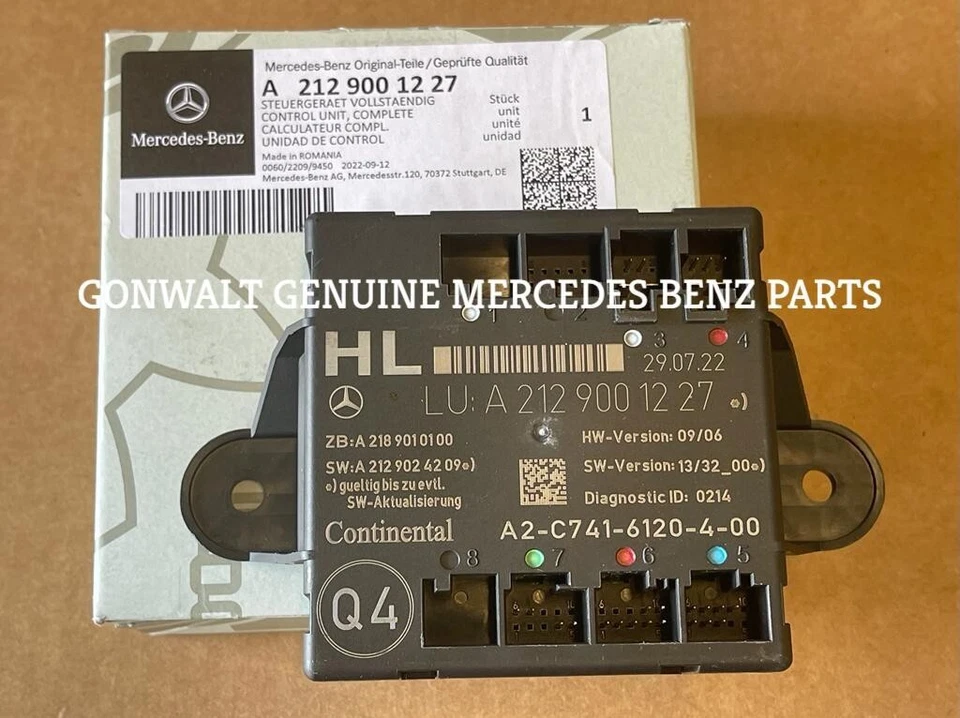 Mercedes-Benz Original-Teile/Geprüfte Qualität
A 212 900 12 27
STEUERGERAET VOLLSTAENDIG
CONTROL UNIT, COMPLETE
CALCULATEUR COMPL.
UNIDAD DE CONTROL
Stück
unit
unité
unidad
1
Made in ROMANIA
0060/2209/9450 2022-09-12
Mercedes-Benz AG, Mercedesstr.120, 70372 Stuttgart, DE
Mercedes-Benz
GONWALT GENUINE MERCEDES BENZ PARTS
1 2 3 4
HL
29.07.22
LU: A 212 900 12 27 *)
ZB:A 218 901 01 00
HW-Version: 09/06
SW:A 212 902 42 09*)
SW-Version: 13/32_00*)
*) gueltig bis zu evtl.
SW-Aktualisierung
Diagnostic ID: 0214
Continental
A2-C741-6120-4-00
8 7 6 5
Q4